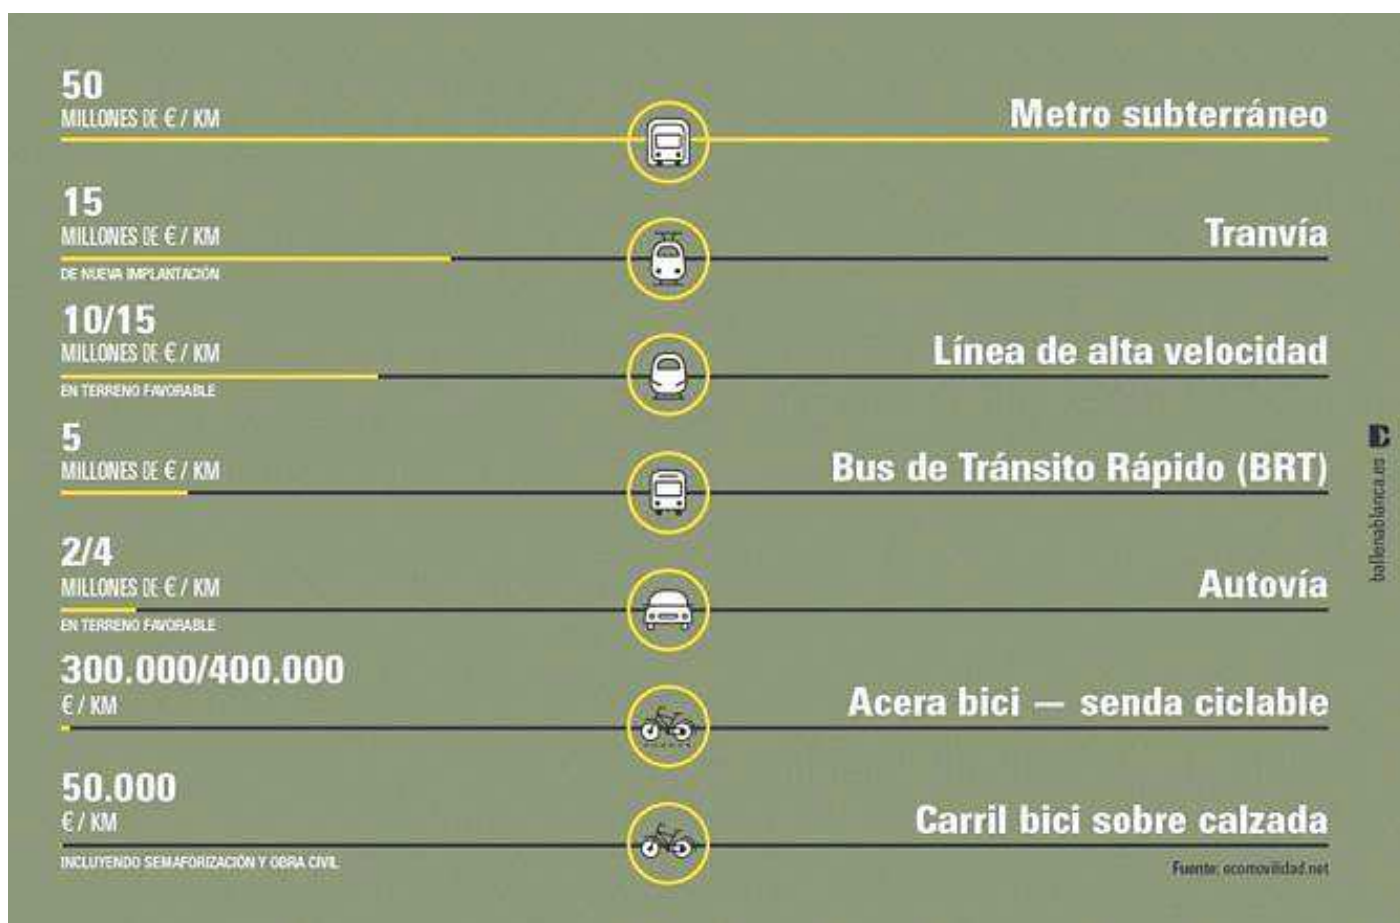 50
MILLONES DE € / KM
Metro subterráneo
15
MILLONES DE € / KM
Tranvía
DE NUEVA IMPLANTACIÓN
10/15
MILLONES DE € / KM
Línea de alta velocidad
EN TERRENO FAVORABLE
5
MILLONES DE € / KM
Bus de Tránsito Rápido (BRT)
2/4
MILLONES DE € / KM
Autovía
EN TERRENO FAVORABLE
300.000/400.000
€ / KM
Acera bici — senda ciclable
50.000
€ / KM
Carril bici sobre calzada
INCLUYENDO SEMAFORIZACIÓN Y OBRA CIVIL
Fuente: ecomovilidad.net
ballenablanca.es